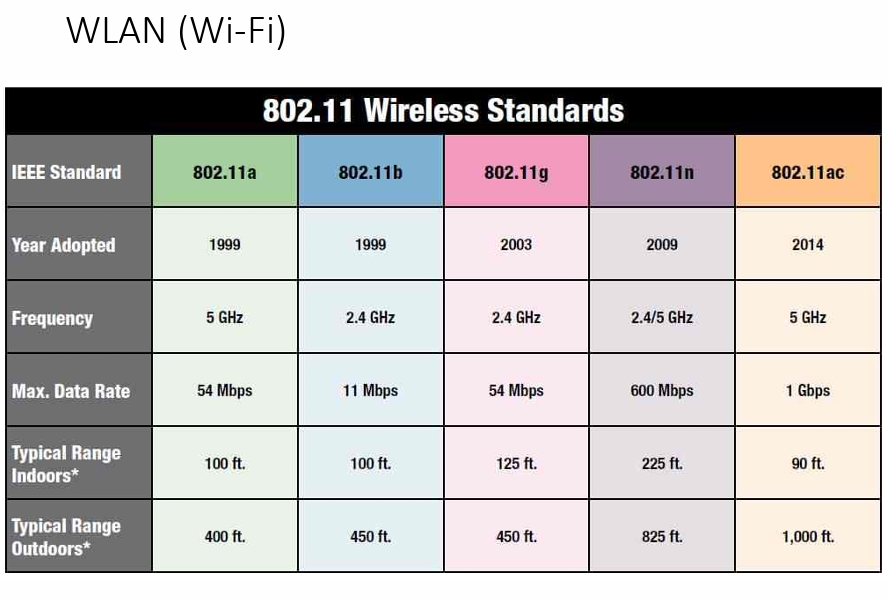 WLAN (Wi-Fi)
802.11 Wireless Standards
IEEE Standard 802.11a 802.11b 802.11g 802.11n 802.11ac
Year Adopted 1999 1999 2003 2009 2014
Frequency 5 GHz 2.4 GHz 2.4 GHz 2.4/5 GHz 5 GHz
Max. Data Rate 54 Mbps 11 Mbps 54 Mbps 600 Mbps 1 Gbps
Typical Range
Indoors* 100 ft. 100 ft. 125 ft. 225 ft. 90 ft.
Typical Range
Outdoors* 400 ft. 450 ft. 450 ft. 825 ft. 1,000 ft.